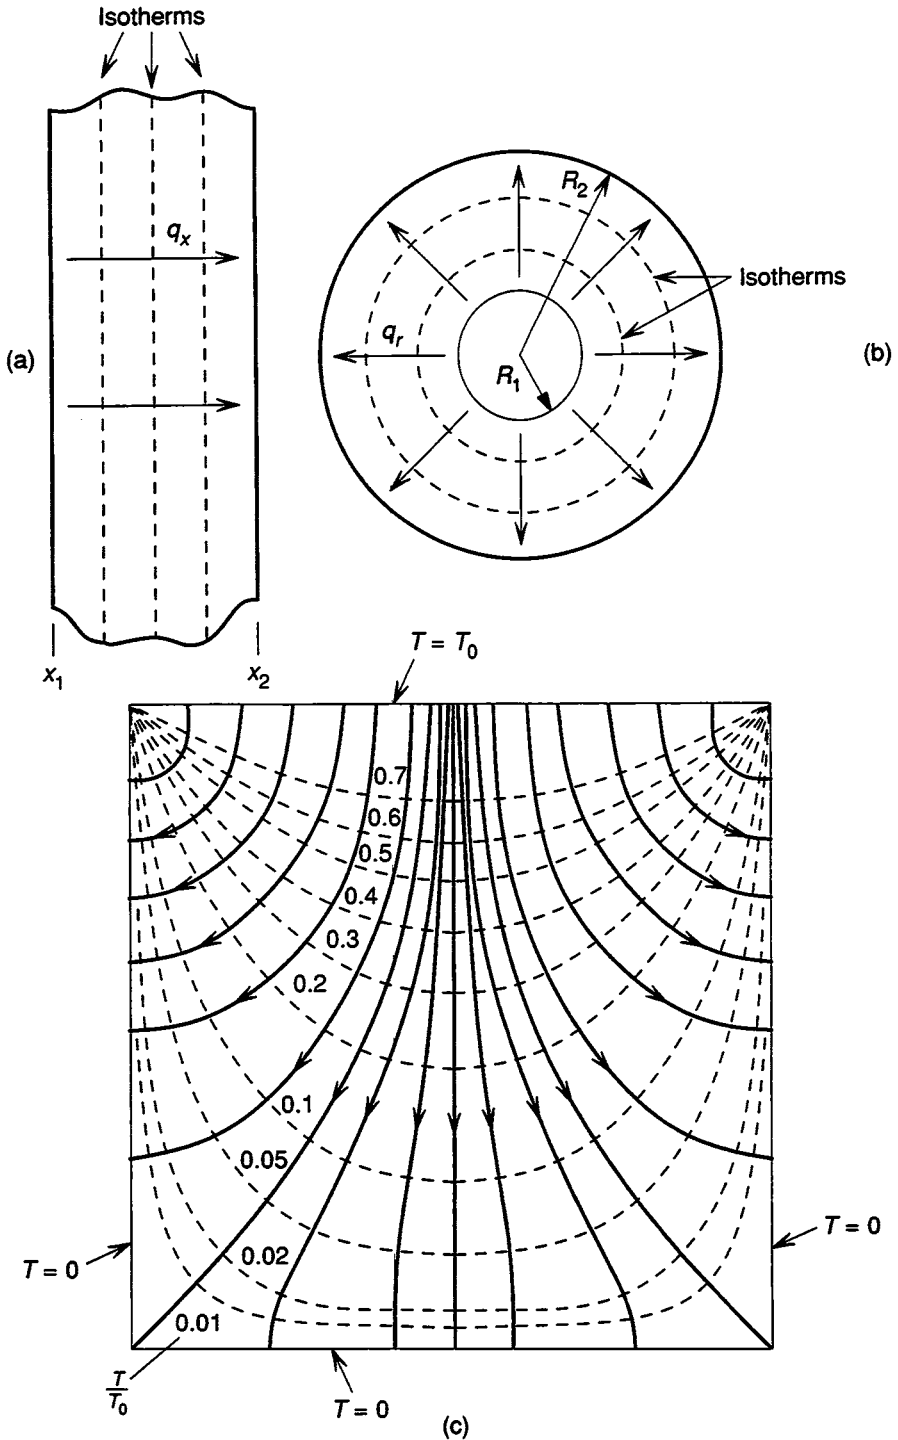 Isotherms
q_x
(a)
x_1
x_2
R_2
Isotherms
q_r
R_1
(b)
T = T_0
0.7
0.6
0.5
0.4
0.3
0.2
0.1
0.05
0.02
0.01
T = 0
T = 0
T/T_0
T = 0
(c)